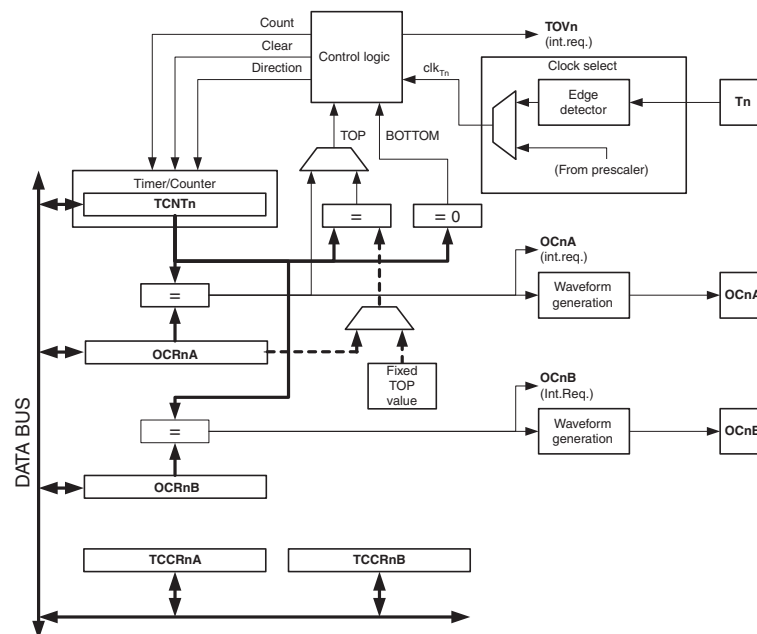 Count
Clear
Direction
Control logic
TOVn
(int.req.)
clkTn
Clock select
Edge
detector
Tn
(From prescaler)
TOP
BOTTOM
Timer/Counter
TCNTn
=
= 0
OCnA
(int.req.)
=
Waveform
generation
OCnA
OCRnA
Fixed
TOP
value
OCnB
(Int.Req.)
=
Waveform
generation
OCnB
OCRnB
DATA BUS
TCCRnA
TCCRnB